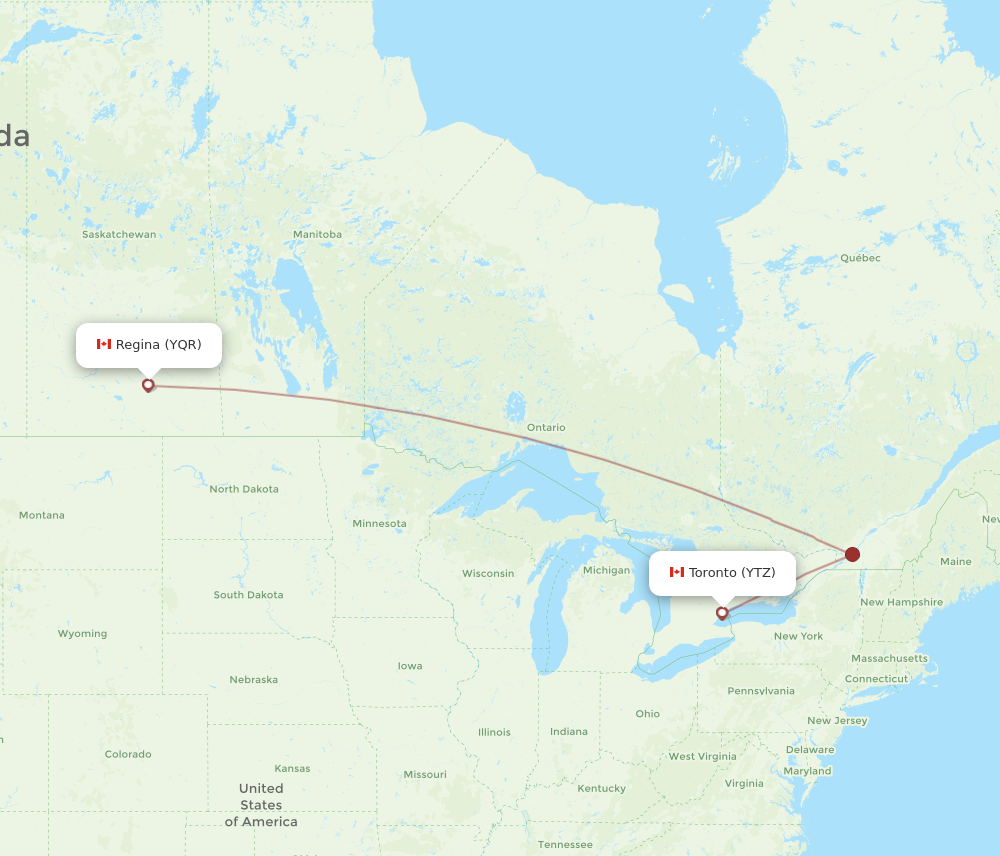 da
Saskatchewan
Manitoba
Québec
Regina (YQR)
Ontario
North Dakota
Montana
Minnesota
New
Maine
Wisconsin
Michigan
Toronto (YTZ)
South Dakota
New Hampshire
Wyoming
New York
Iowa
Massachusetts
Nebraska
Connecticut
Pennsylvania
Ohio
New Jersey
Illinois
Indiana
Delaware
Colorado
West Virginia
Kansas
Missouri
Maryland
Virginia
Kentucky
United
States
of America
Tennessee